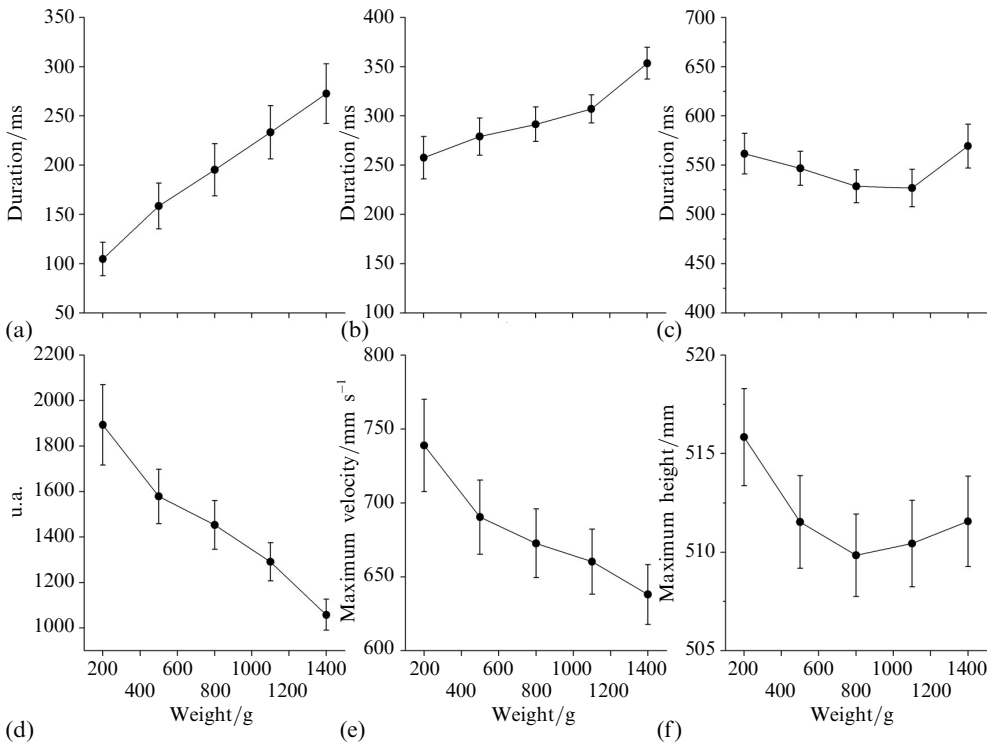 350
300
250
200
150
100
50
Duration/ms
(a)
400
350
300
250
200
150
100
Duration/ms
(b)
700
650
600
550
500
450
400
Duration/ms
(c)
2200
2000
1800
1600
1400
1200
1000
u.a.
200 600 1000 1400
400 800 1200
Weight/g
(d)
800
750
700
650
600
Maximum velocity/mm s⁻¹
200 600 1000 1400
400 800 1200
Weight/g
(e)
520
515
510
505
Maximum height/mm
200 600 1000 1400
400 800 1200
Weight/g
(f)